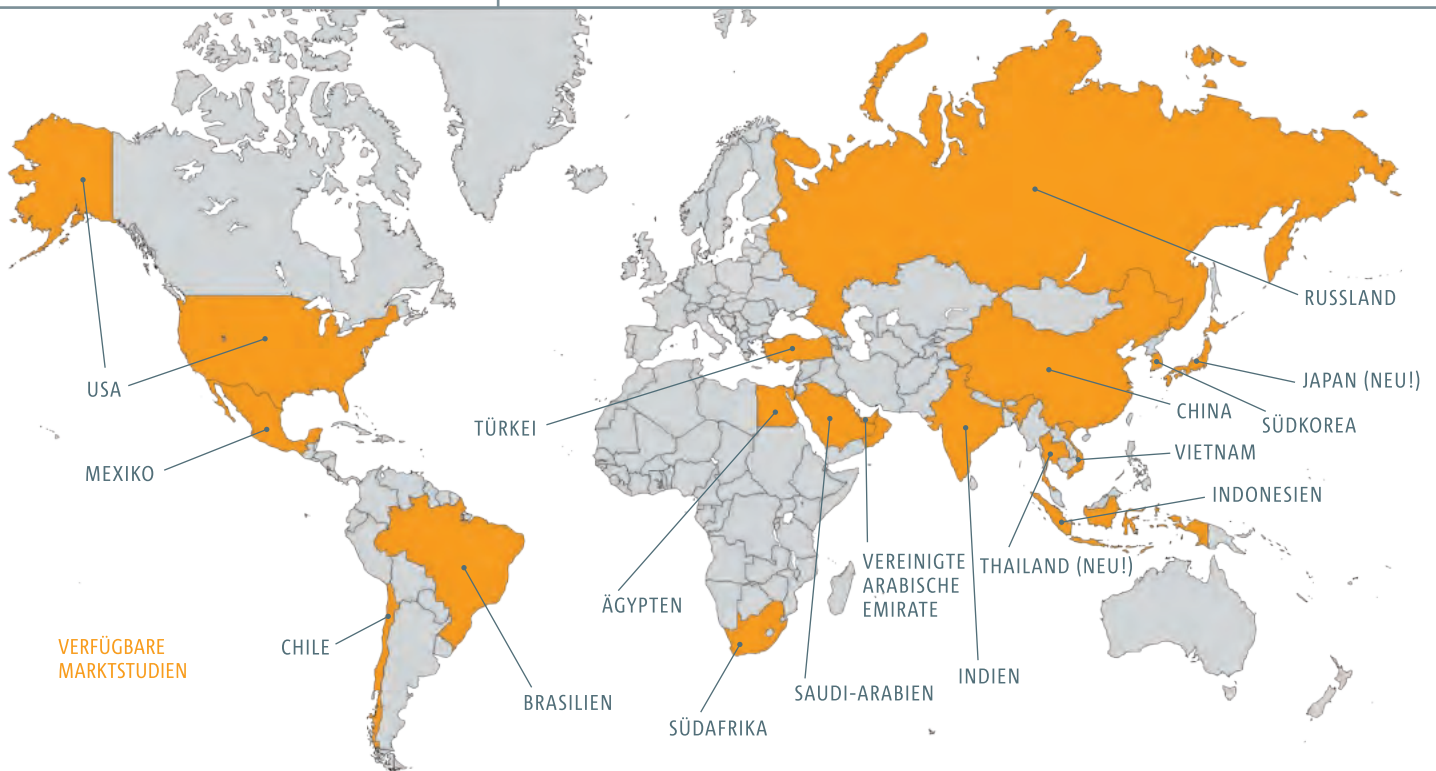 RUSSLAND
USA
JAPAN (NEU!)
CHINA
SÜDKOREA
TÜRKEI
VIETNAM
MEXIKO
INDONESIEN
VEREINIGTE
ARABISCHE
EMIRATE
THAILAND (NEU!)
ÄGYPTEN
VERFÜGBARE
MARKTSTUDIEN
CHILE
INDIEN
SAUDI-ARABIEN
BRASILIEN
SÜDAFRIKA